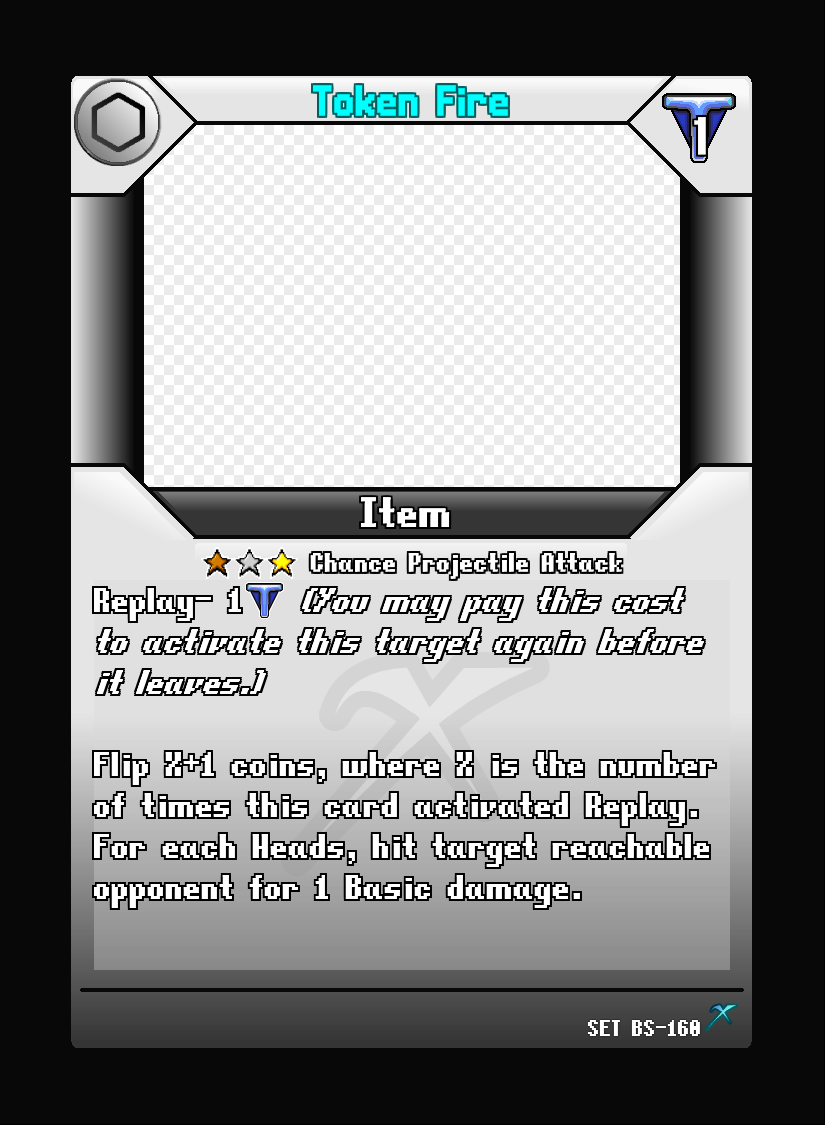 Token Fire
1
Item
Chance Projectile Attack
Replay- 1 (You may pay this cost
to activate this target again before
it leaves.)
Flip X+1 coins, where X is the number
of times this card activated Replay.
For each Heads, hit target reachable
opponent for 1 Basic damage.
SET BS-160